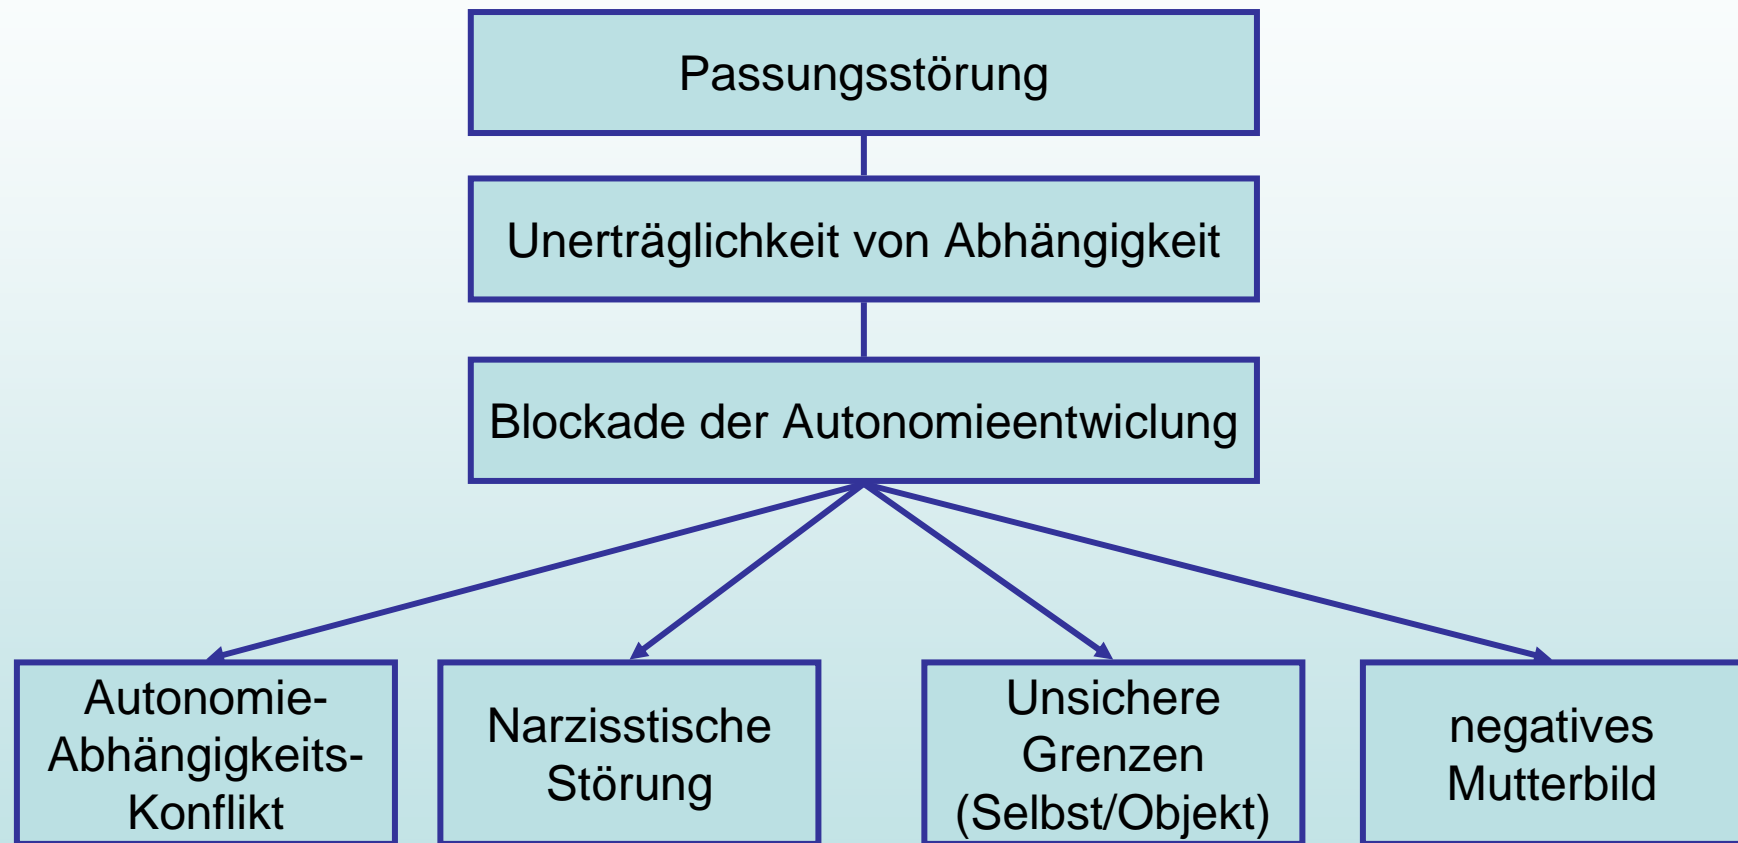 Passungsstörung
Unerträglichkeit von Abhängigkeit
Blockade der Autonomieentwiclung
Autonomie-
Abhängigkeits-
Konflikt
Narzisstische
Störung
Unsichere
Grenzen
(Selbst/Objekt)
negatives
Mutterbild